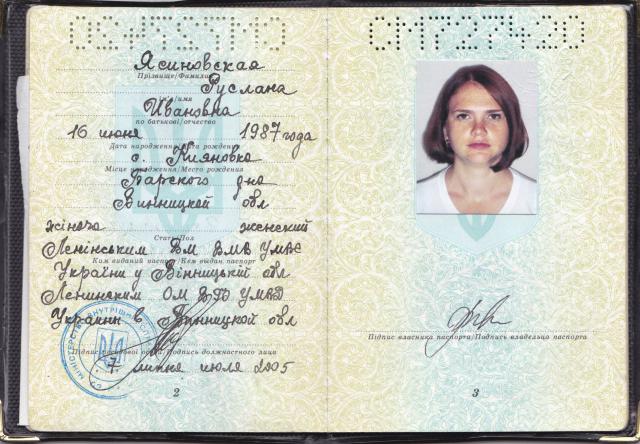 Ясиновская
Прізвище/Фамилия
Руслана
Ім'я/имя
Ивановна
по батькові/отчество
16 июня 1987 года
Дата народження/Дата рождения
с. Кияновка
Місце народження/Место рождения
Барского р-на
Винницкой обл
жіноча женский
Стать/Пол
Ленінським ВМ ВМВ УМВС
Ким виданий паспорт/Кем выдан паспорт
України у Вінницькій обл
Ленинским ОМ УМВД
Украины в Винницкой обл
МІНІСТЕРСТВО ВНУТРІШНІХ
Підпис посадової особи/Подпись должностного лица
7 липня июля 2005
2
СМ727420
Підпис власника паспорта/Подпись владельца паспорта
3